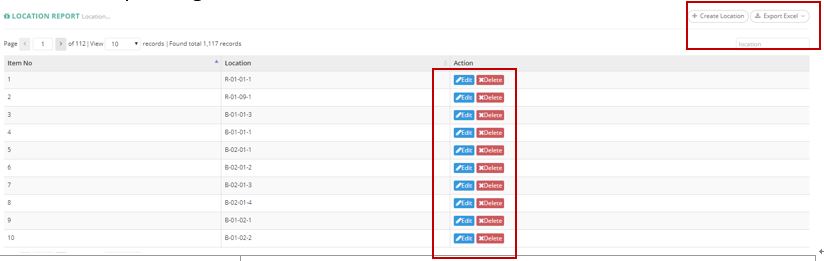 LOCATION REPORT Location...
+ Create Location Export Excel
Page < 1 > of 112 | View 10 records | Found total 1,117 records
location
Item No Location Action
1 R-01-01-1 Edit Delete
2 R-01-09-1 Edit Delete
3 B-01-01-3 Edit Delete
4 B-01-01-1 Edit Delete
5 B-02-01-1 Edit Delete
6 B-02-01-2 Edit Delete
7 B-02-01-3 Edit Delete
8 B-02-01-4 Edit Delete
9 B-01-02-1 Edit Delete
10 B-01-02-2 Edit Delete